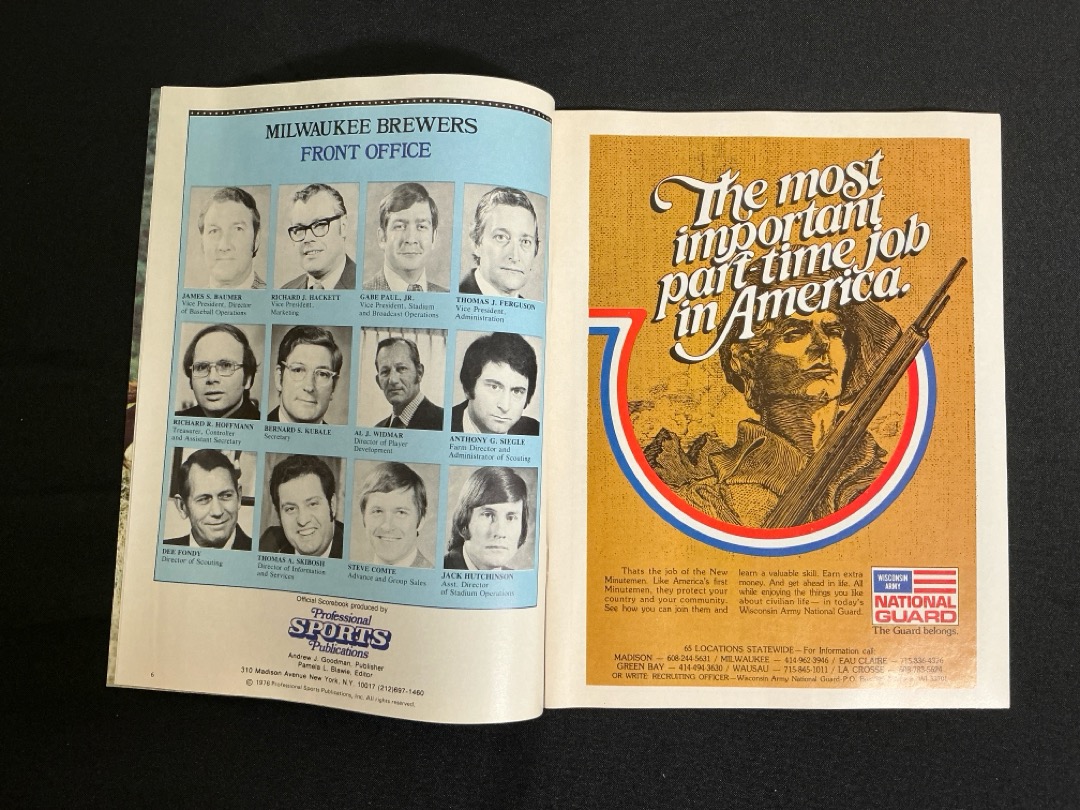 MILWAUKEE BREWERS
FRONT OFFICE
JAMES S. BAUMER
Vice President, Director
of Baseball Operations
RICHARD J. HACKETT
Vice President,
Marketing
GABE PAUL, JR.
Vice President, Stadium
and Broadcast Operations
THOMAS J. FERGUSON
Vice President,
Administration
RICHARD R. HOFFMANN
Treasurer, Controller
and Assistant Secretary
BERNARD S. KUBALE
Secretary
AL J. WIDMAR
Director of Player
Development
ANTHONY G. SIEGLE
Farm Director and
Administrator of Scouting
DEE FONDY
Director of Scouting
THOMAS A. SKIBOSH
Director of Information
and Services
STEVE COMTE
Advance and Group Sales
JACK HUTCHINSON
Asst. Director
of Stadium Operations
Official Scorebook produced by
Professional
SPORTS
Publications
Andrew J. Goodman, Publisher
Pamela L. Blawie, Editor
310 Madison Avenue New York, N.Y. 10017 (212)697-1460
© 1976 Professional Sports Publications, Inc. All rights reserved.
6
The most
important
part-time job
in America.
Thats the job of the New
Minutemen. Like America's first
Minutemen, they protect your
country and your community.
See how you can join them and
learn a valuable skill. Earn extra
money. And get ahead in life. All
while enjoying the things you like
about civilian life — in today's
Wisconsin Army National Guard.
WISCONSIN
ARMY
NATIONAL
GUARD
The Guard belongs.
65 LOCATIONS STATEWIDE – For Information call:
MADISON — 608-244-5631 / MILWAUKEE — 414-962-3946 / EAU CLAIRE —
GREEN BAY — 414-494-3630 / WAUSAU — 715-845-1011 / LA CROSSE
OR WRITE RECRUITING OFFICER—Wisconsin Army National Guard P.O.